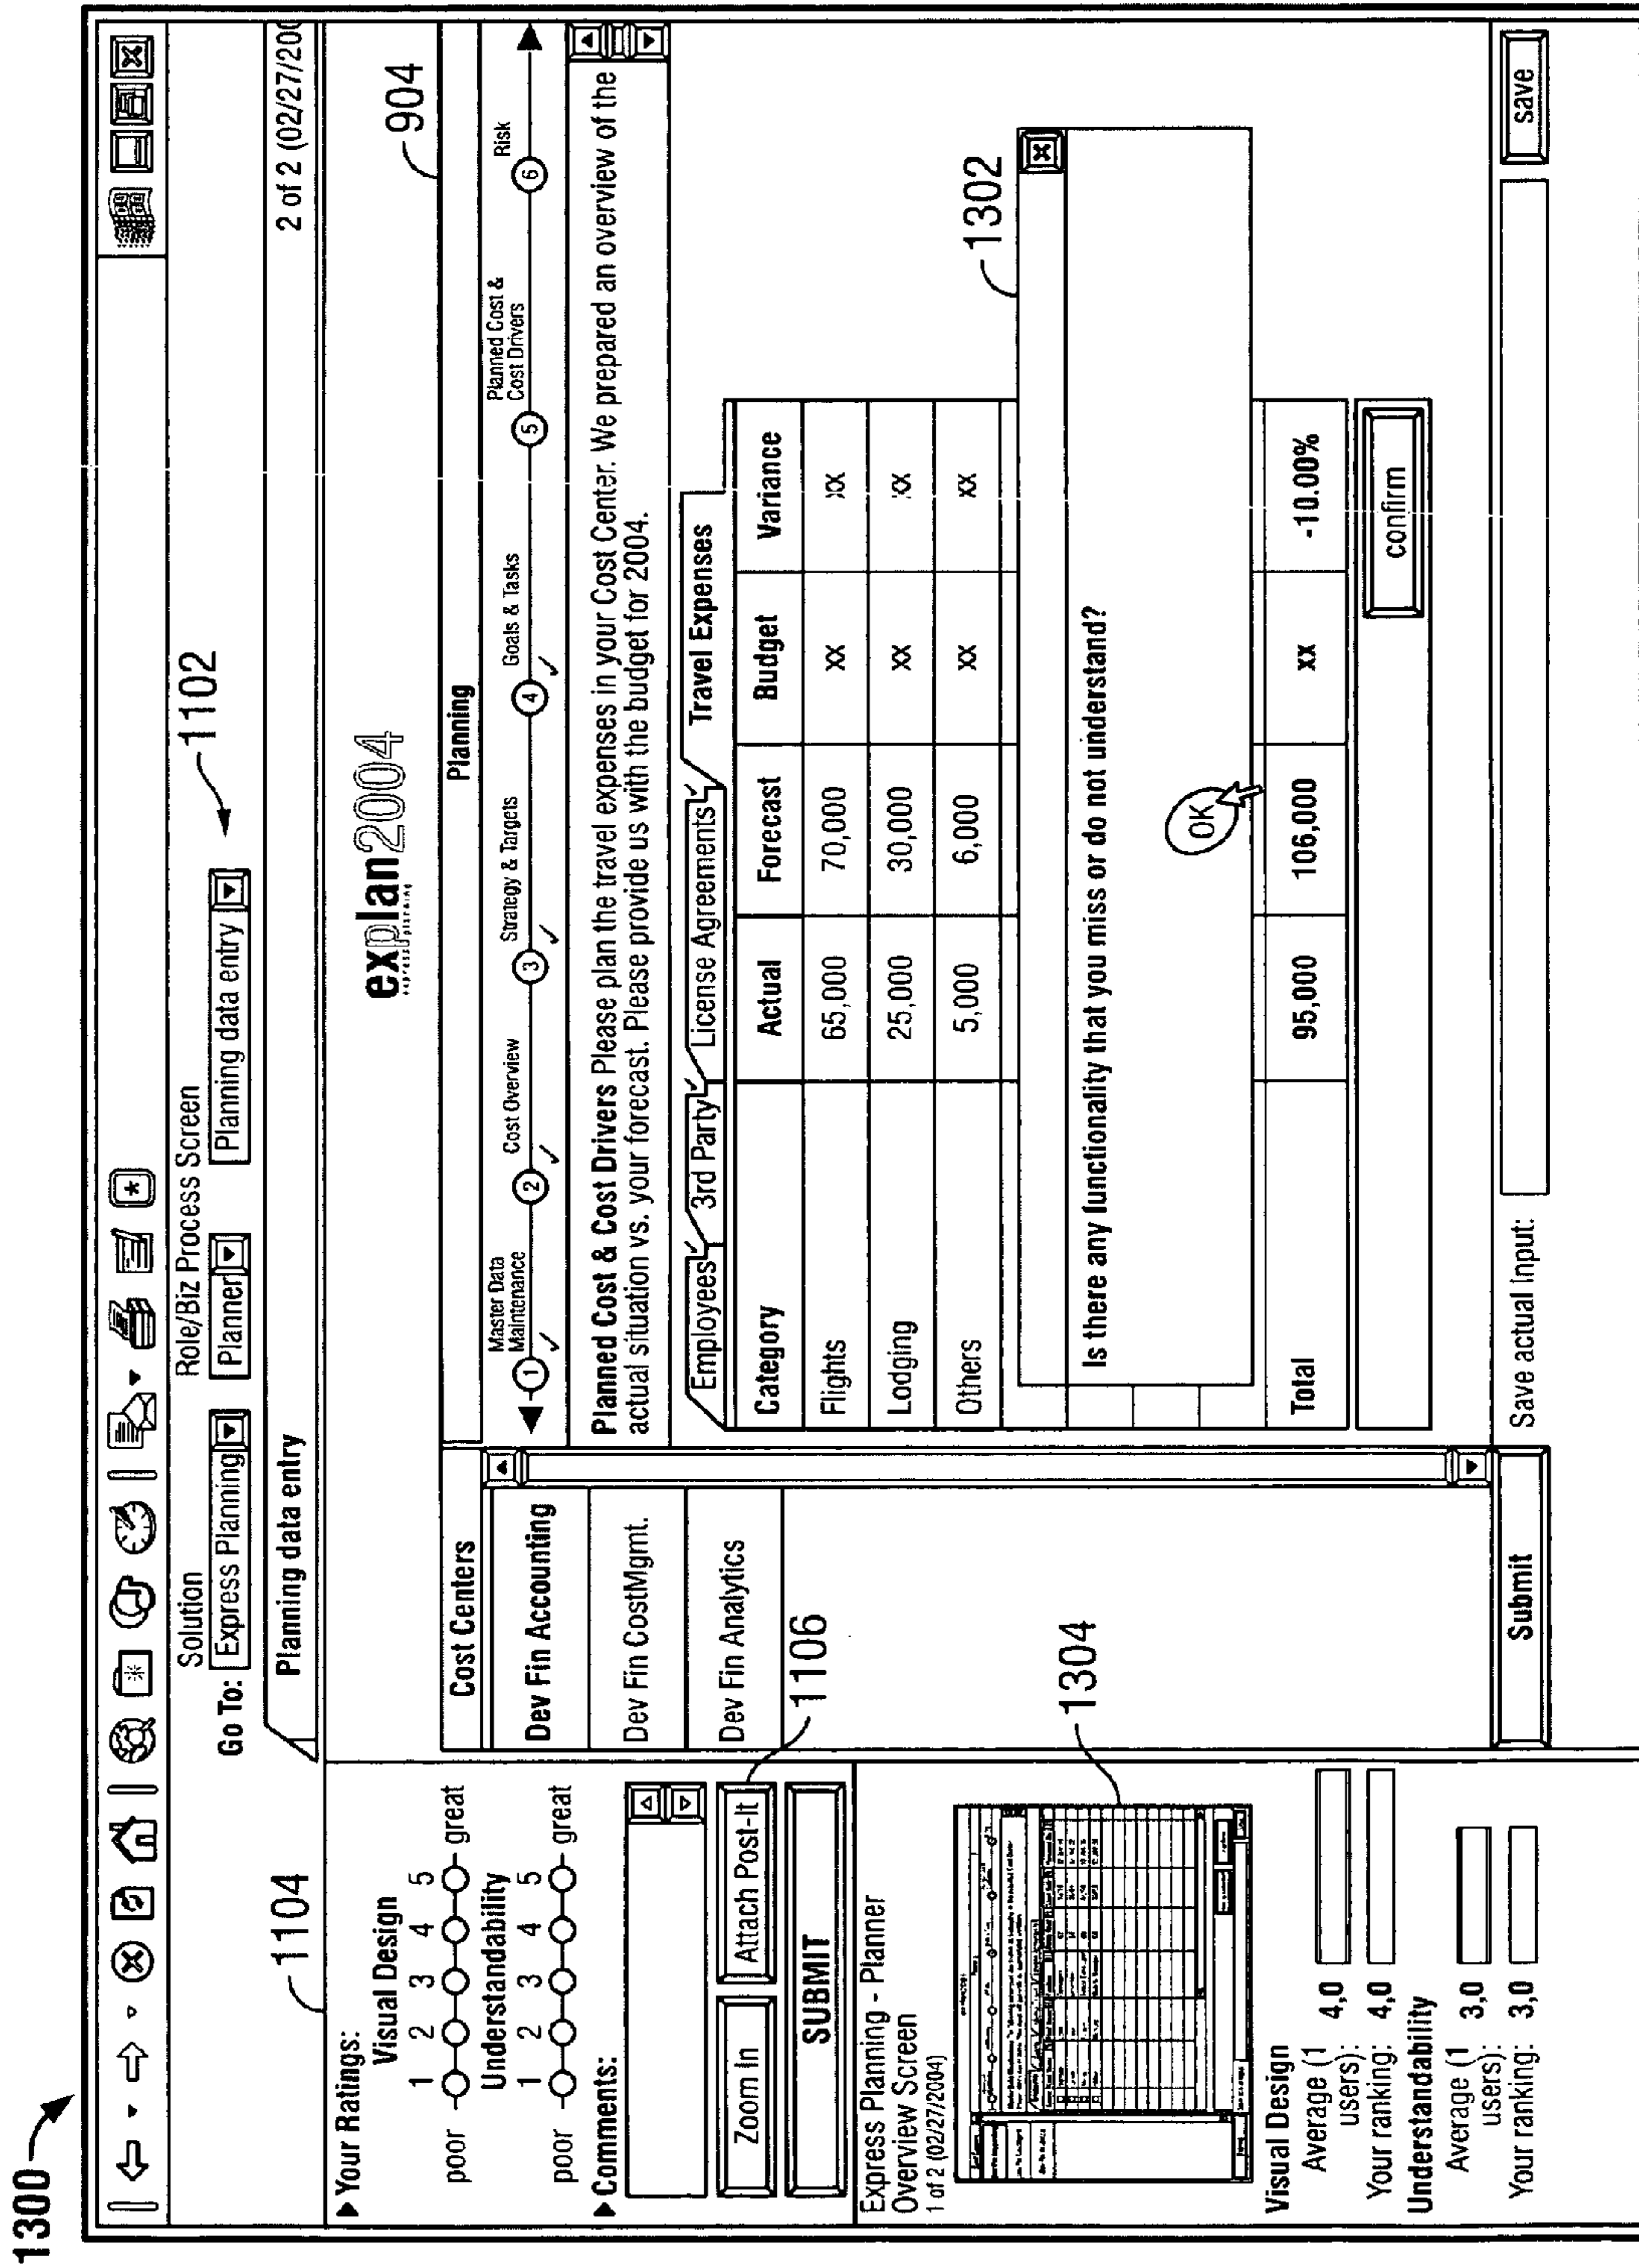 1300
Solution
Role/Biz Process Screen
Go To: Express Planning
Planner
Planning data entry
1102
Planning data entry
2 of 2 (02/27/200
1104
Your Ratings:
Visual Design
1 2 3 4 5
poor great
Understandability
1 2 3 4 5
poor great
Comments:
Zoom In
Attach Post-It
1106
SUBMIT
Express Planning - Planner
Overview Screen
1 of 2 (02/27/2004)
1304
Visual Design
Average (1
users): 4,0
Your ranking: 4,0
Understandability
Average (1
users): 3,0
Your ranking: 3,0
explan2004
express planning
904
Cost Centers
Dev Fin Accounting
Dev Fin CostMgmt.
Dev Fin Analytics
Submit
Planning
Master Data
Maintenance
Cost Overview
Strategy & Targets
Goals & Tasks
Planned Cost &
Cost Drivers
Risk
1 2 3 4 5 6
Planned Cost & Cost Drivers Please plan the travel expenses in your Cost Center. We prepared an overview of the
actual situation vs. your forecast. Please provide us with the budget for 2004.
Employees 3rd Party License Agreements Travel Expenses
Category Actual Forecast Budget Variance
Flights 65,000 70,000 xx xx
Lodging 25,000 30,000 xx xx
Others 5,000 6,000 xx xx
1302
Is there any functionality that you miss or do not understand?
OK
Total 95,000 106,000 xx -10.00%
confirm
Save actual Input:
save